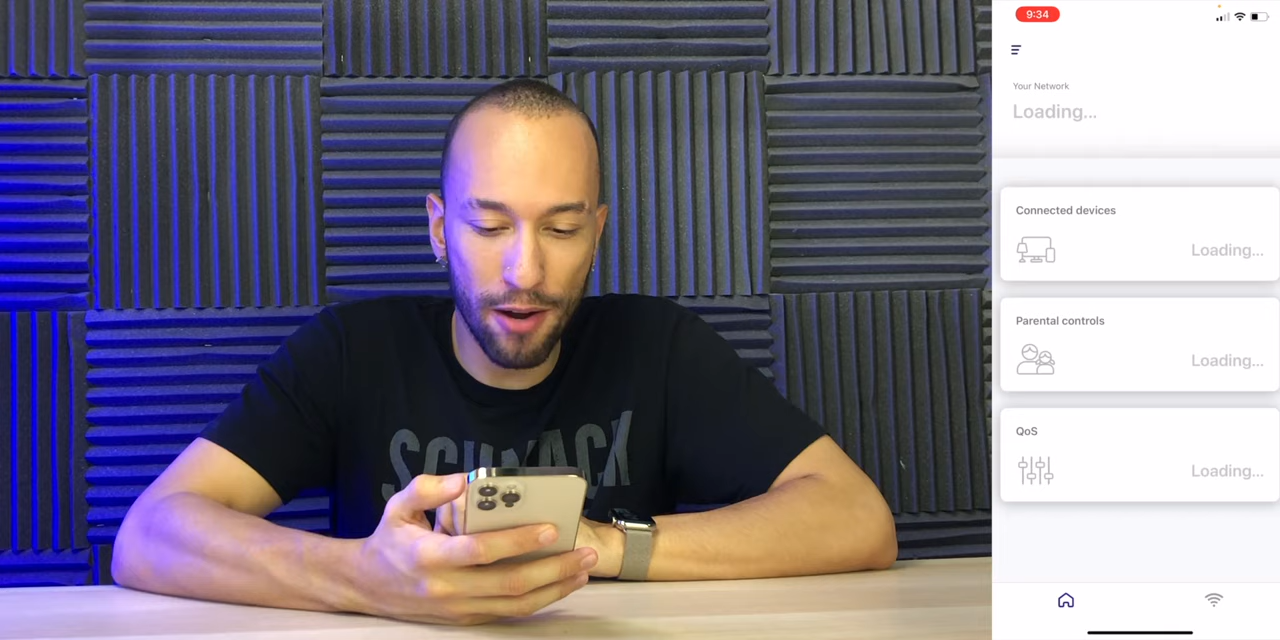 9:34
Your Network
Loading...
Connected devices
Loading...
Parental controls
Loading...
QoS
Loading...